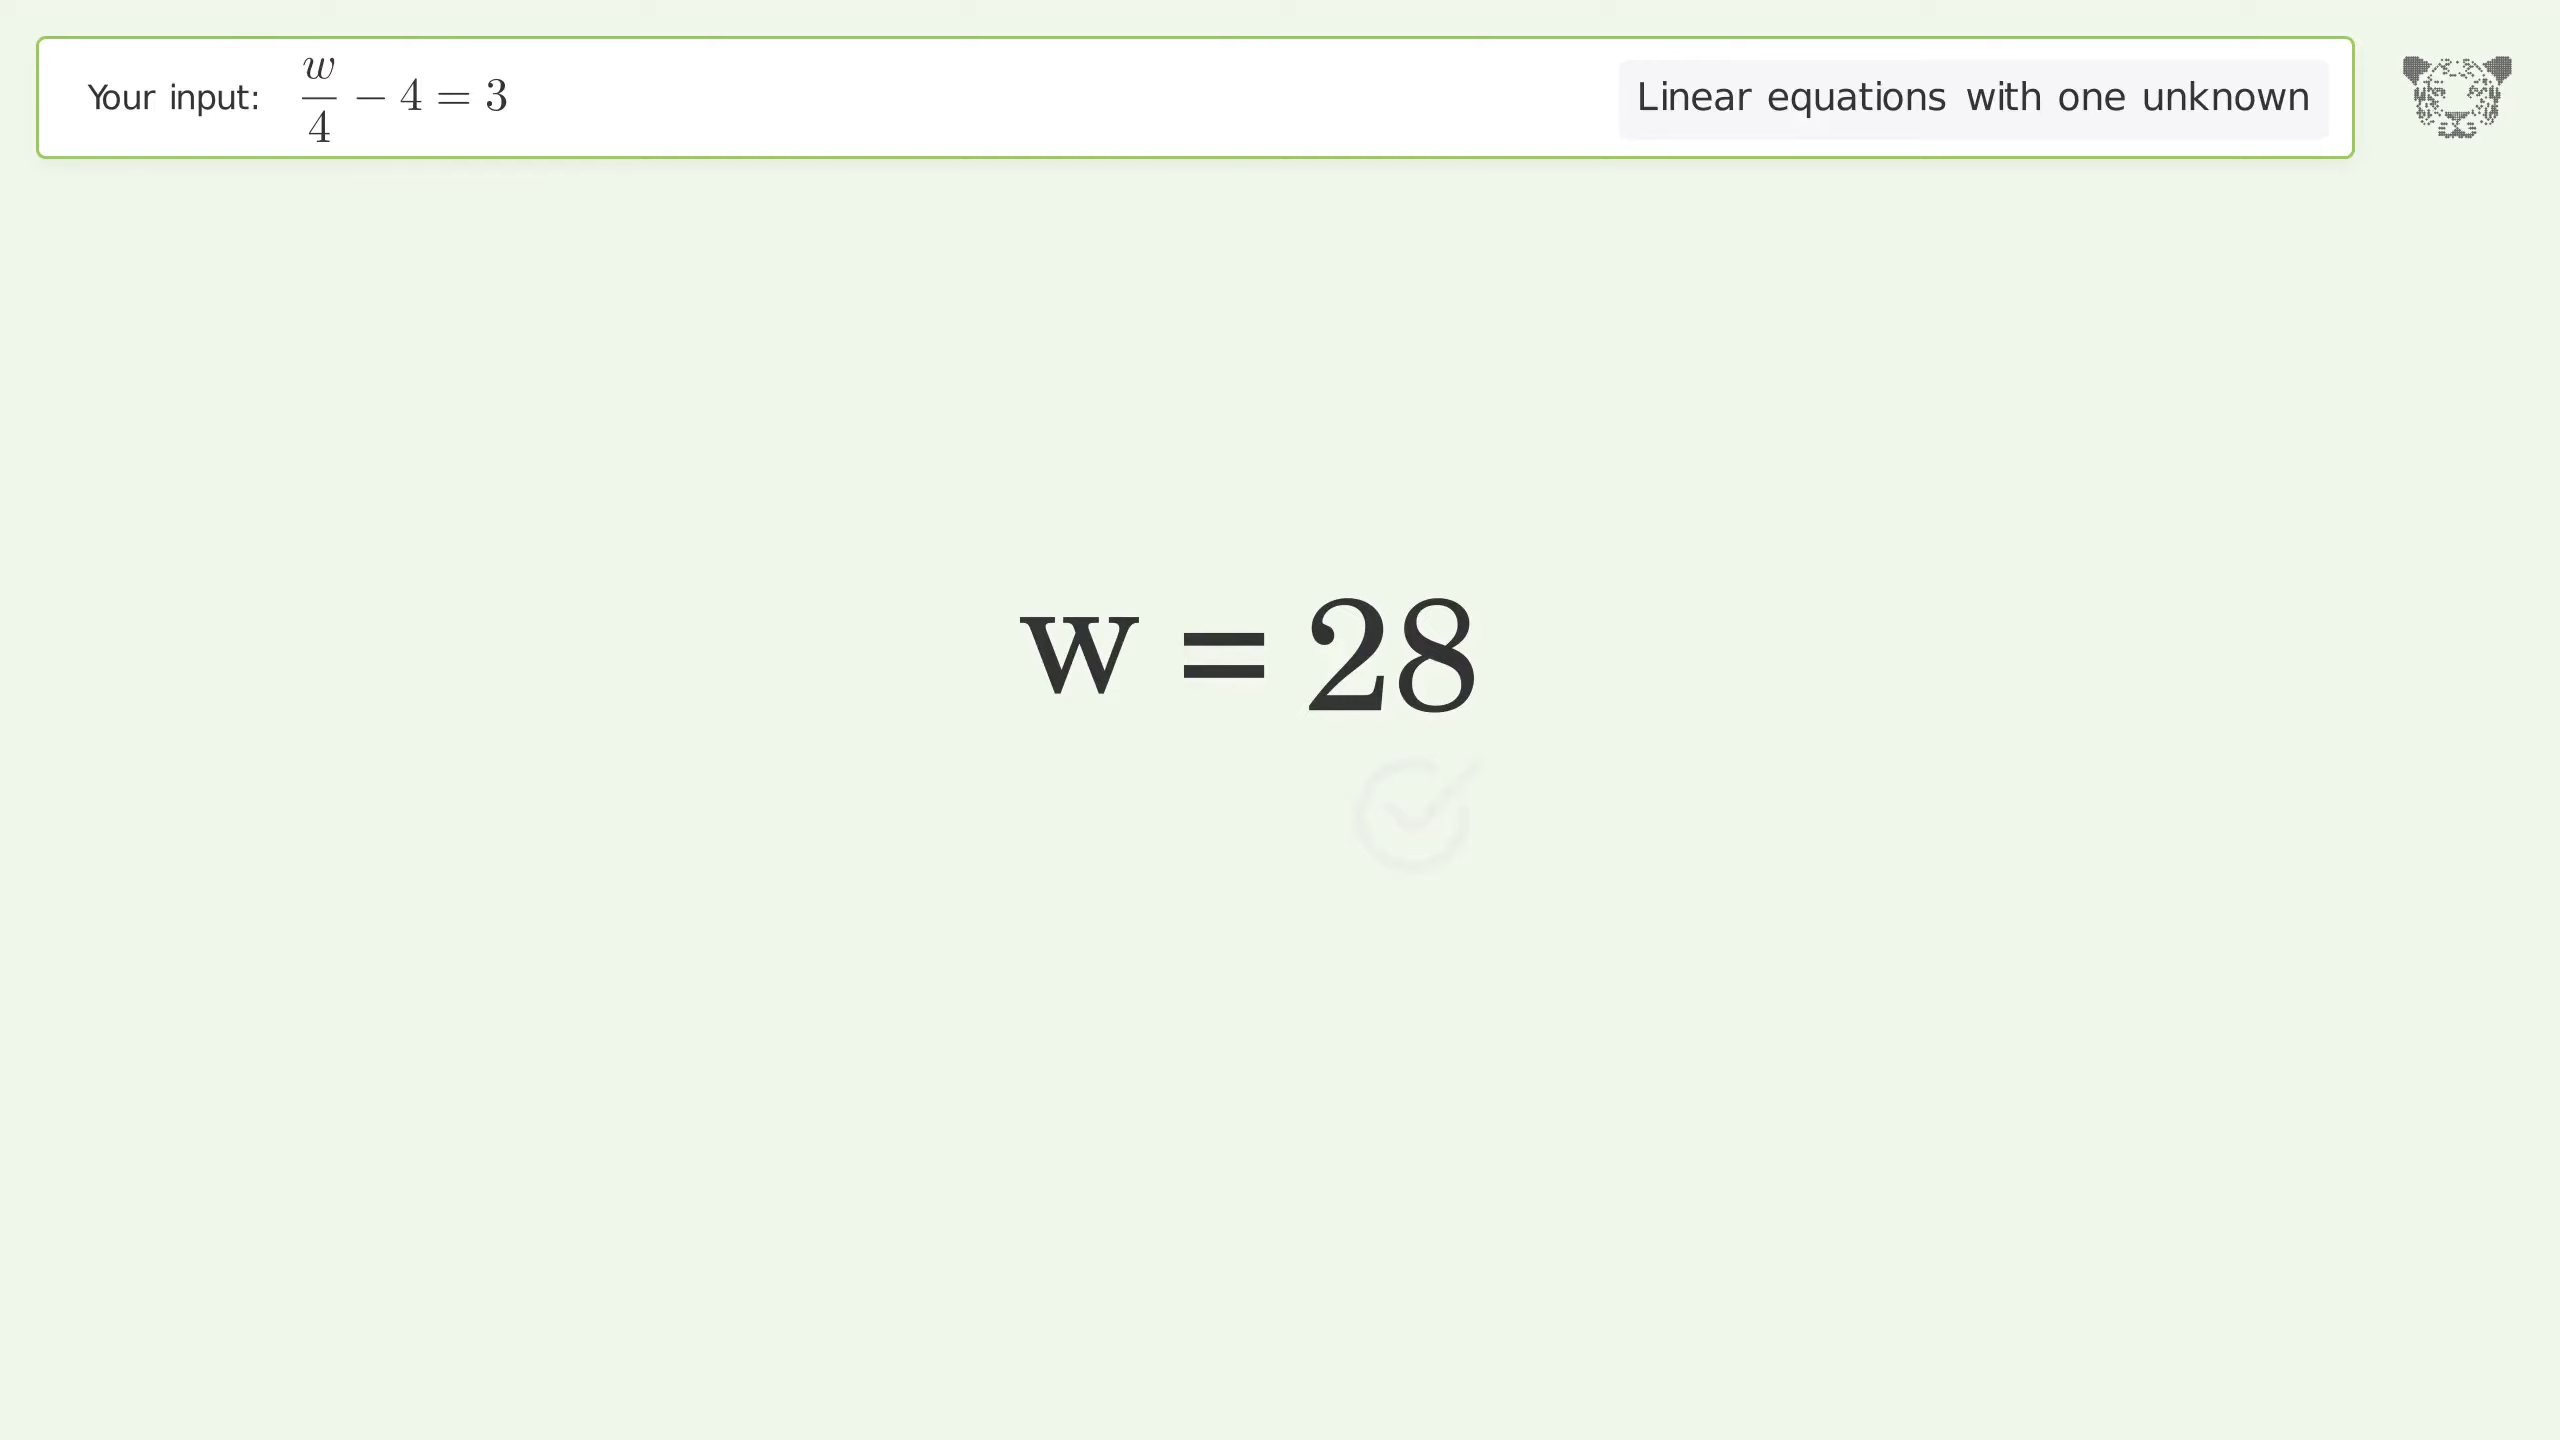 Your input: w/4 − 4 = 3
Linear equations with one unknown
w = 28